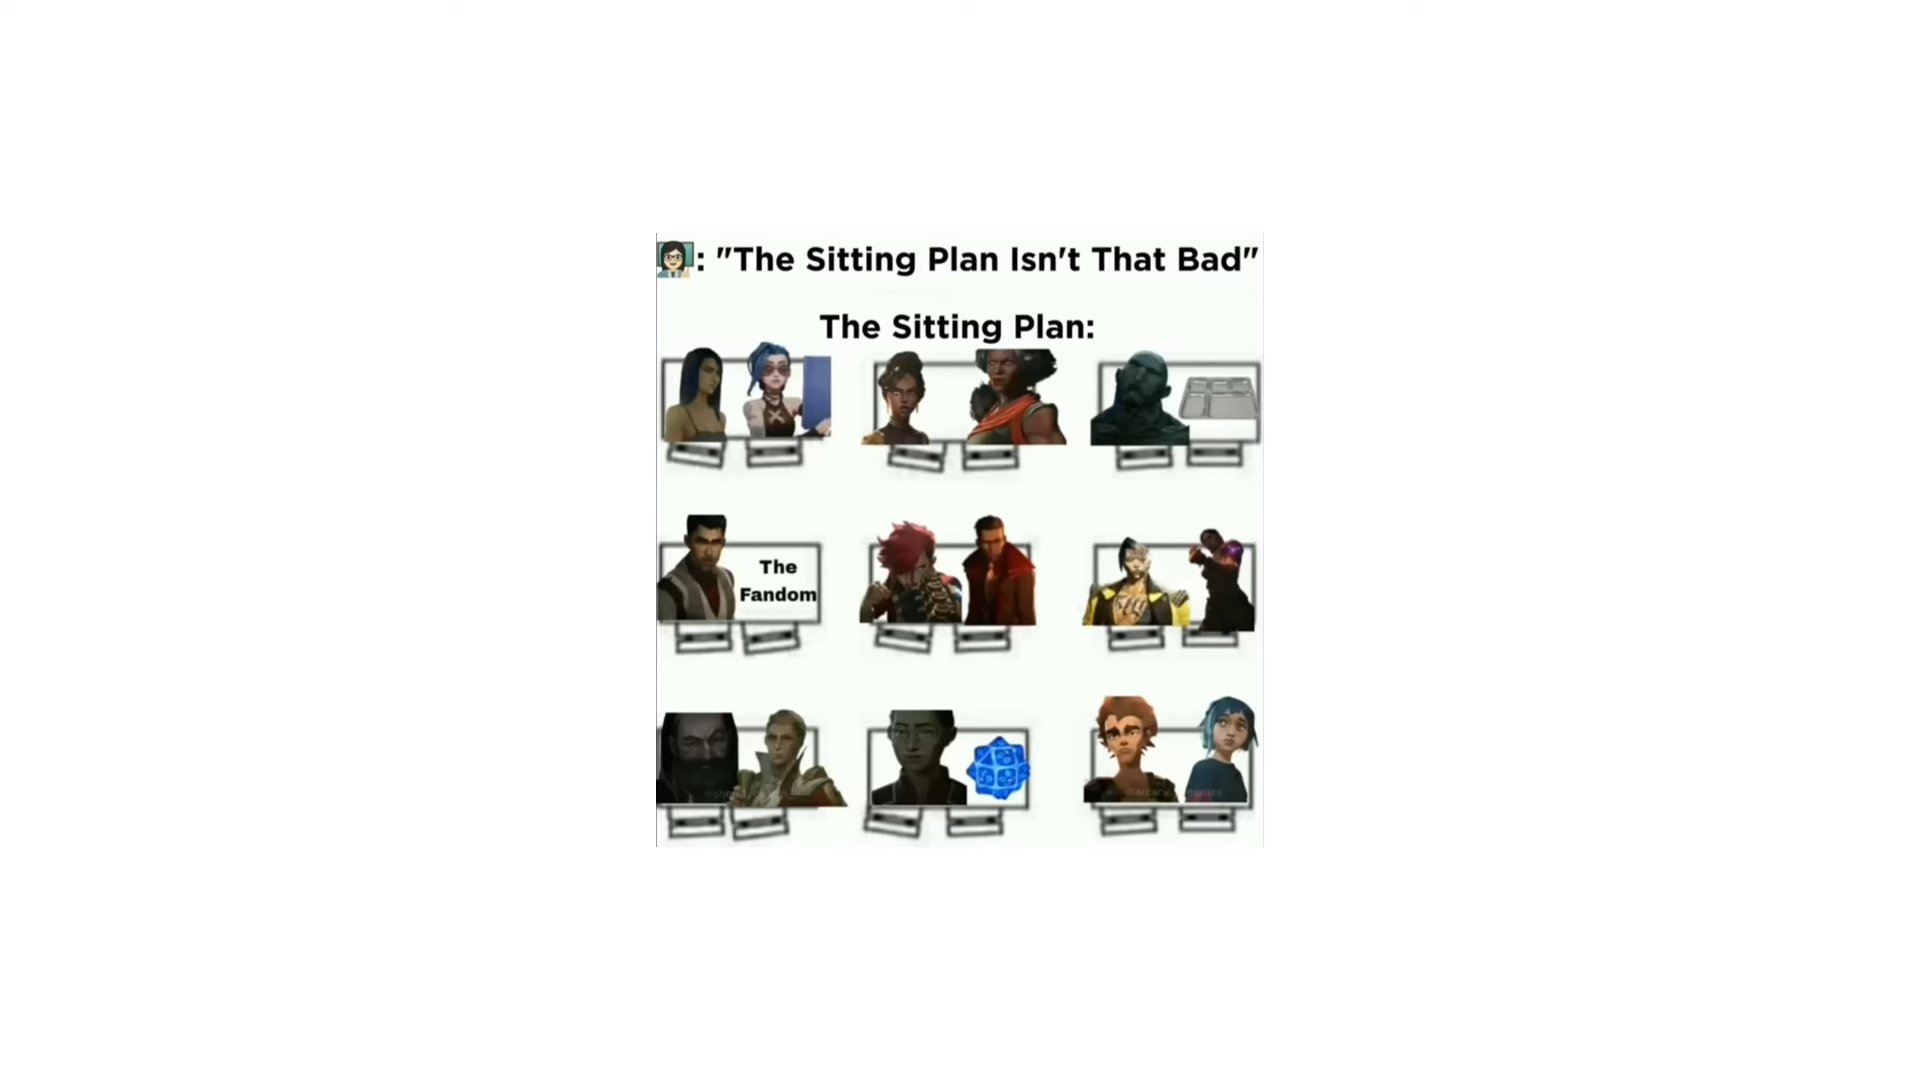 : "The Sitting Plan Isn't That Bad"
The Sitting Plan:
The
Fandom